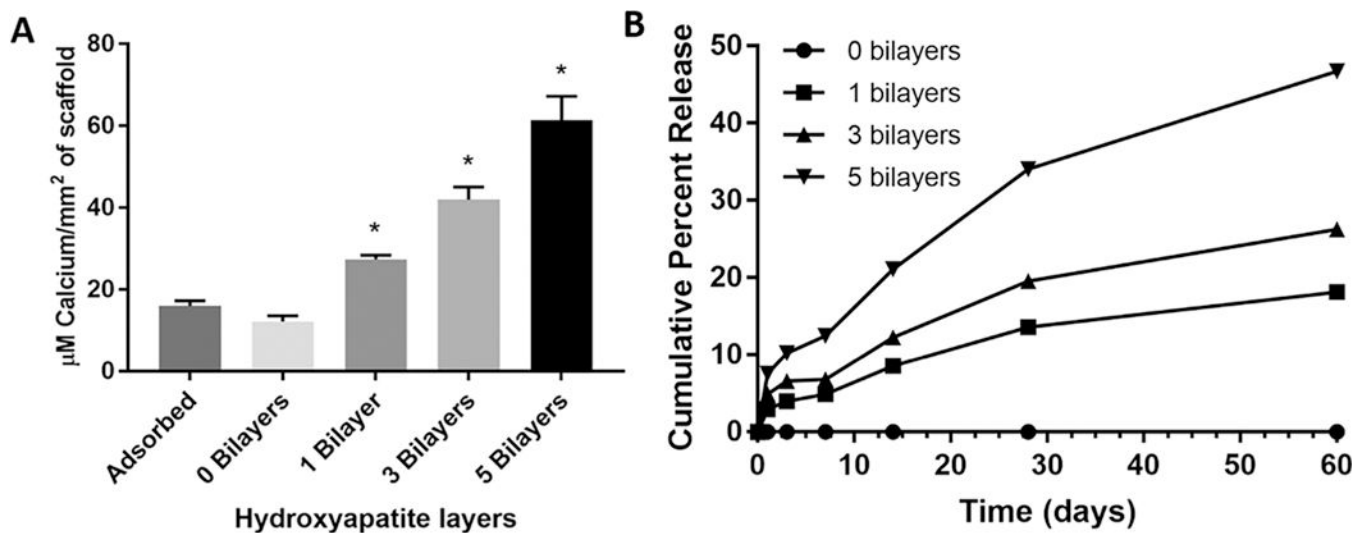 A
µM Calcium/mm² of scaffold
80
60
40
20
0
*
*
*
Adsorbed
0 Bilayers
1 Bilayer
3 Bilayers
5 Bilayers
Hydroxyapatite layers
B
Cumulative Percent Release
50
40
30
20
10
0
0 bilayers
1 bilayers
3 bilayers
5 bilayers
0
10
20
30
40
50
60
Time (days)